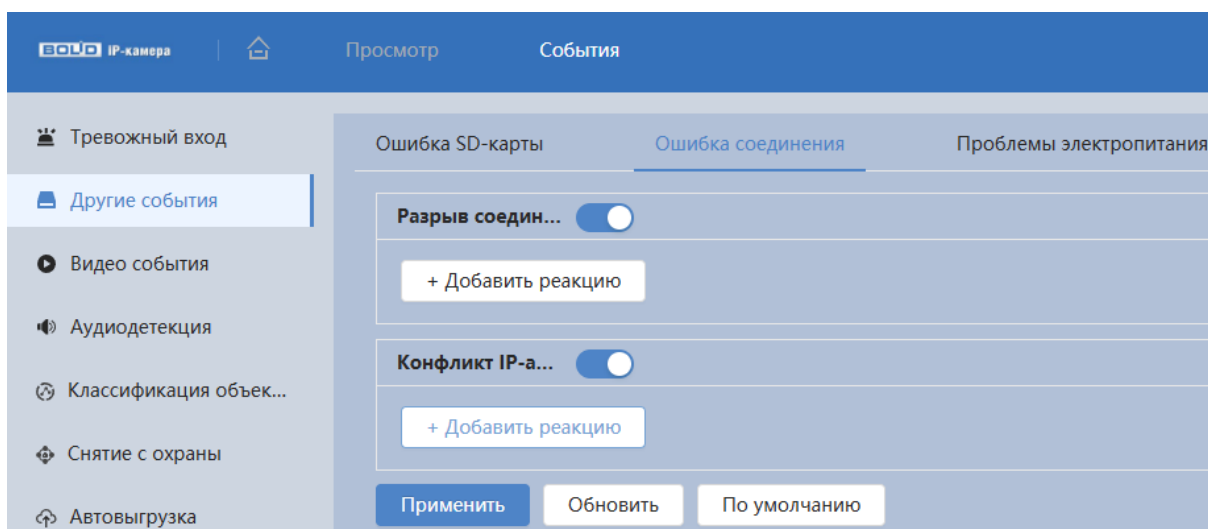 BOLID IP-камера
Просмотр
События
Тревожный вход
Другие события
Видео события
Аудиодетекция
Классификация объек...
Снятие с охраны
Автовыгрузка
Ошибка SD-карты
Ошибка соединения
Проблемы электропитания
Разрыв соедин...
+ Добавить реакцию
Конфликт IP-а...
+ Добавить реакцию
Применить
Обновить
По умолчанию